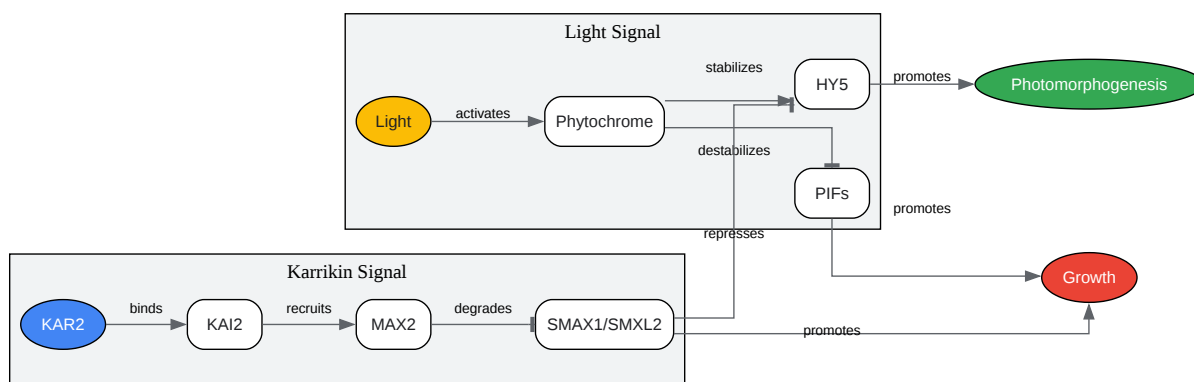 Light Signal
stabilizes
HY5
promotes
Photomorphogenesis
Light
activates
Phytochrome
destabilizes
PIFs
promotes
represses
Karrikin Signal
Growth
KAR2
binds
KAI2
recruits
MAX2
degrades
SMAX1/SMXL2
promotes